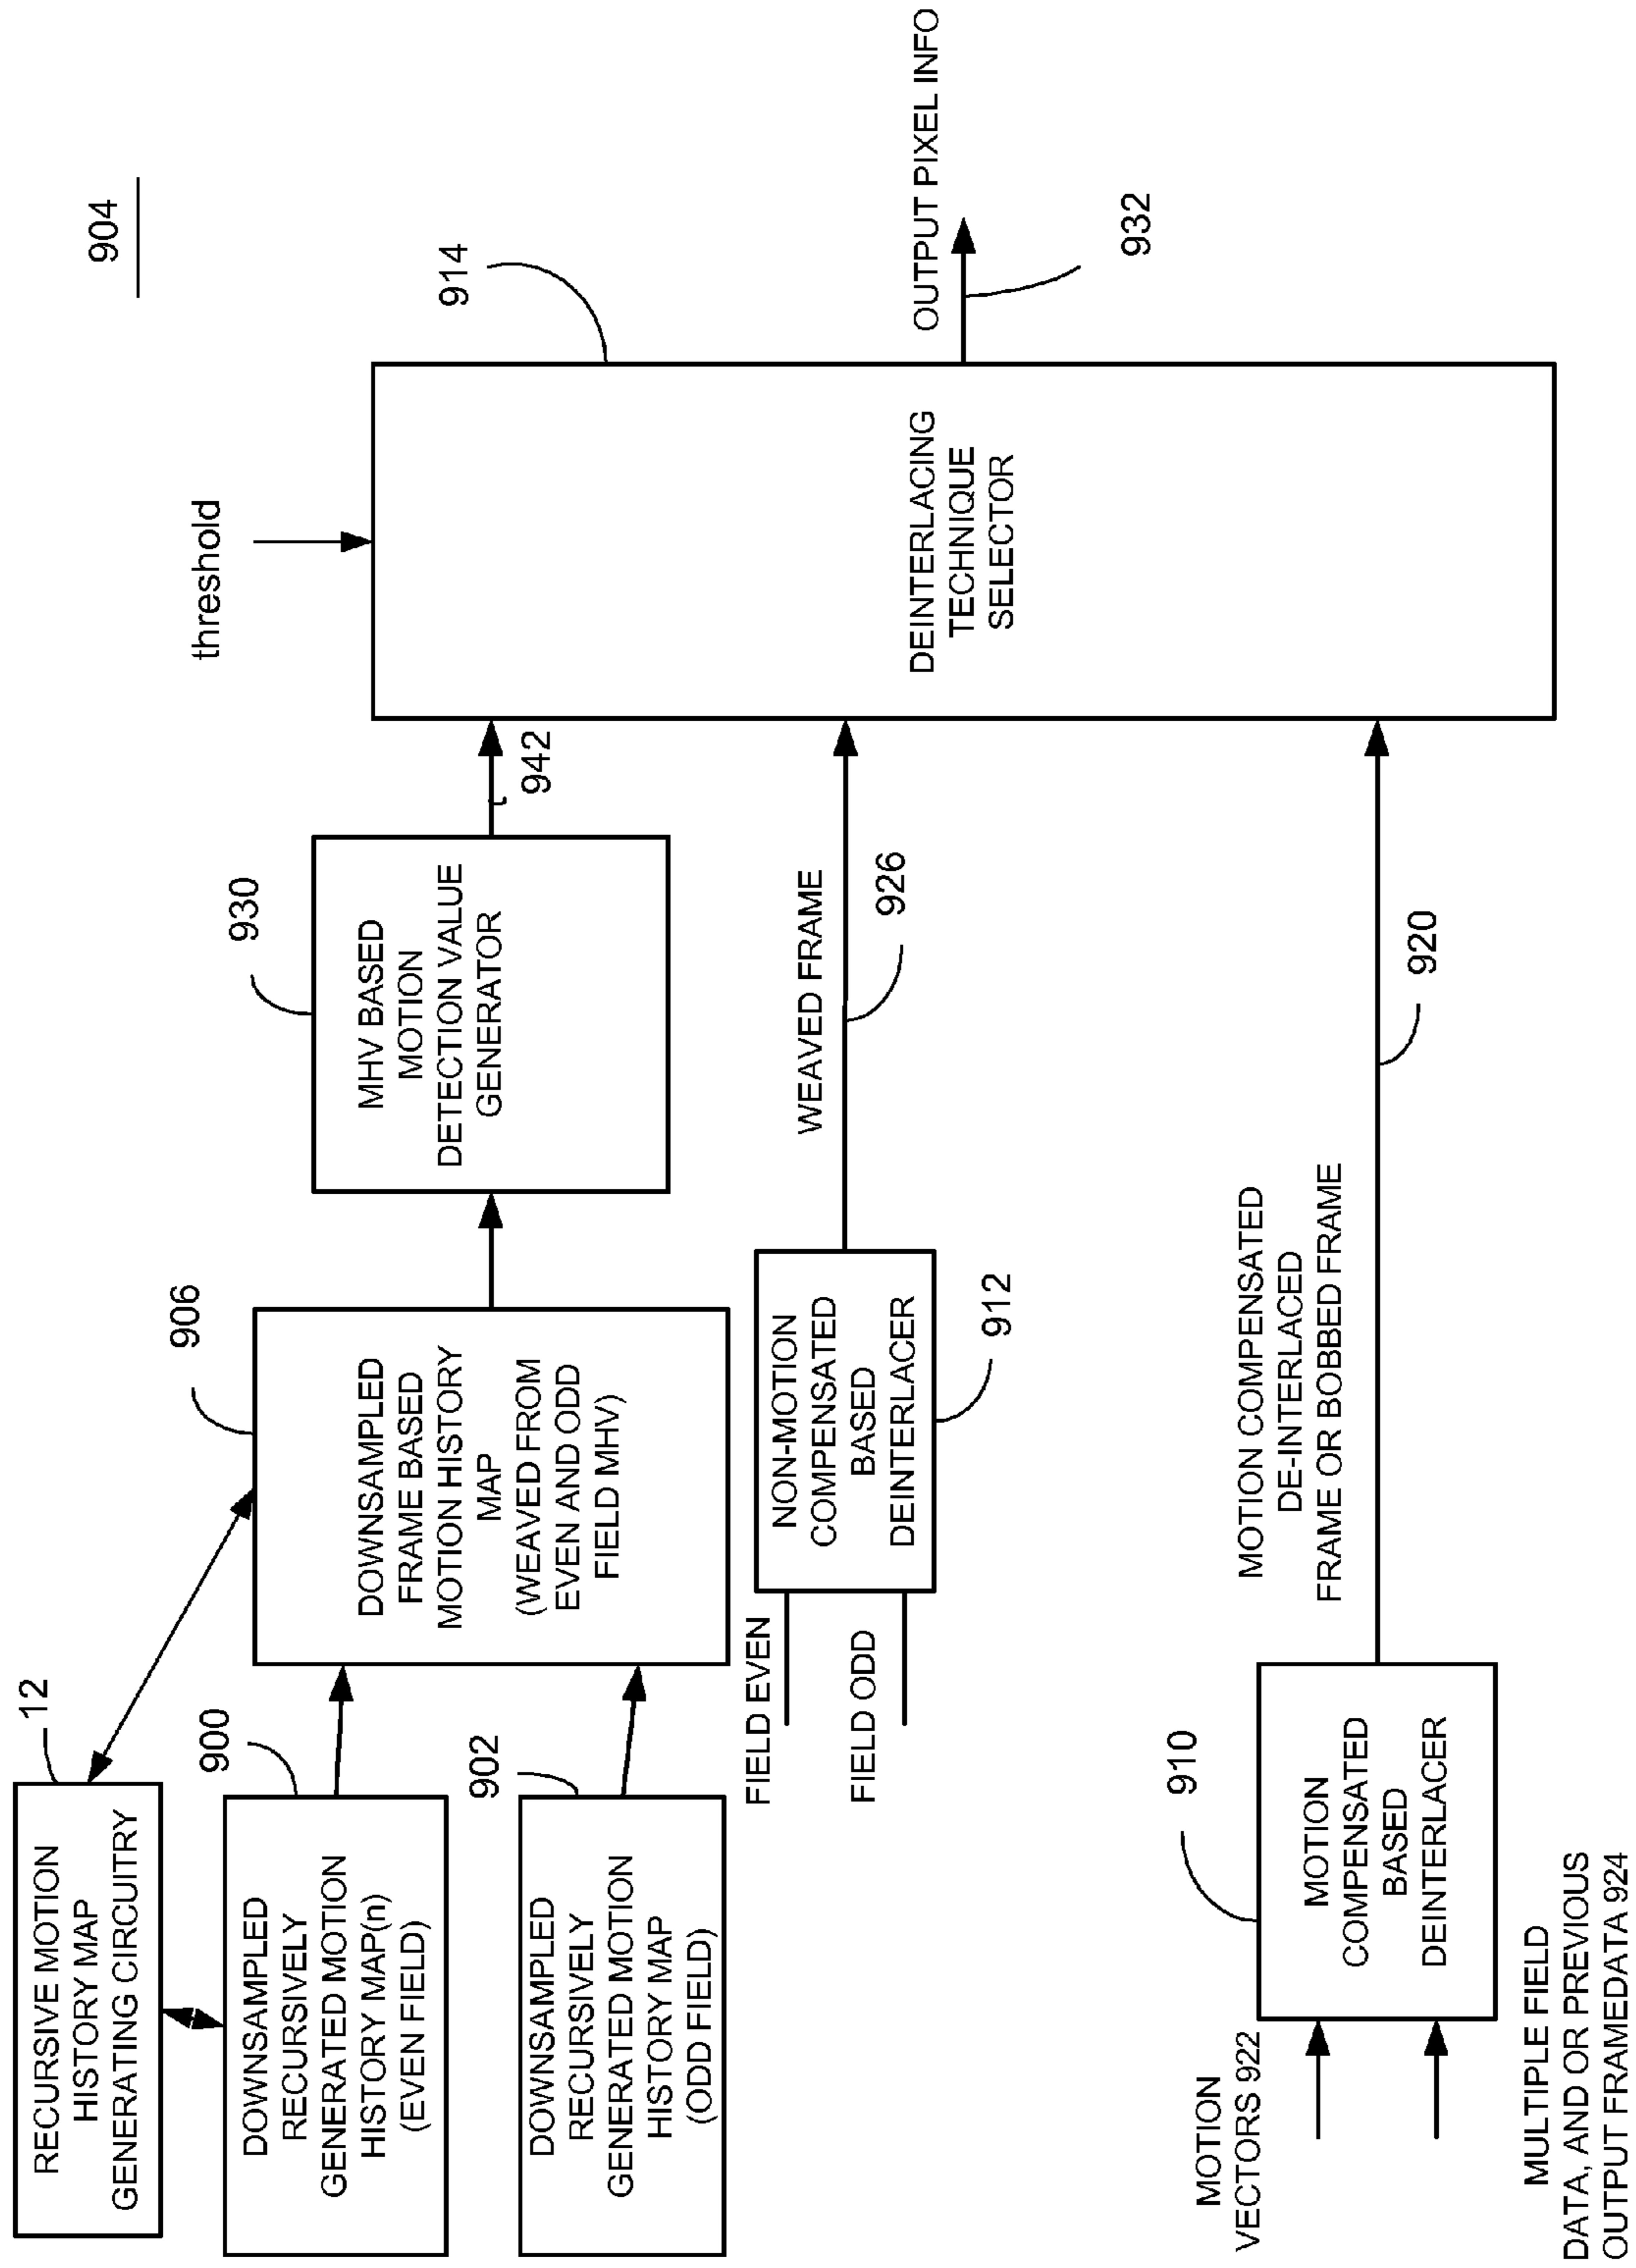 904
RECURSIVE MOTION
HISTORY MAP
GENERATING CIRCUITRY
12
DOWNSAMPLED
RECURSIVELY
GENERATED MOTION
HISTORY MAP(n)
(EVEN FIELD)
900
DOWNSAMPLED
RECURSIVELY
GENERATED MOTION
HISTORY MAP
(ODD FIELD)
902
DOWNSAMPLED
FRAME BASED
MOTION HISTORY
MAP
(WEAVED FROM
EVEN AND ODD
FIELD MHV)
906
MHV BASED
MOTION
DETECTION VALUE
GENERATOR
930
942
threshold
914
DEINTERLACING
TECHNIQUE
SELECTOR
OUTPUT PIXEL INFO
932
FIELD EVEN
FIELD ODD
NON-MOTION
COMPENSATED
BASED
DEINTERLACER
912
WEAVED FRAME
926
MOTION
VECTORS 922
MULTIPLE FIELD
DATA, AND OR PREVIOUS
OUTPUT FRAMEDATA 924
MOTION
COMPENSATED
BASED
DEINTERLACER
910
MOTION COMPENSATED
DE-INTERLACED
FRAME OR BOBBED FRAME
920